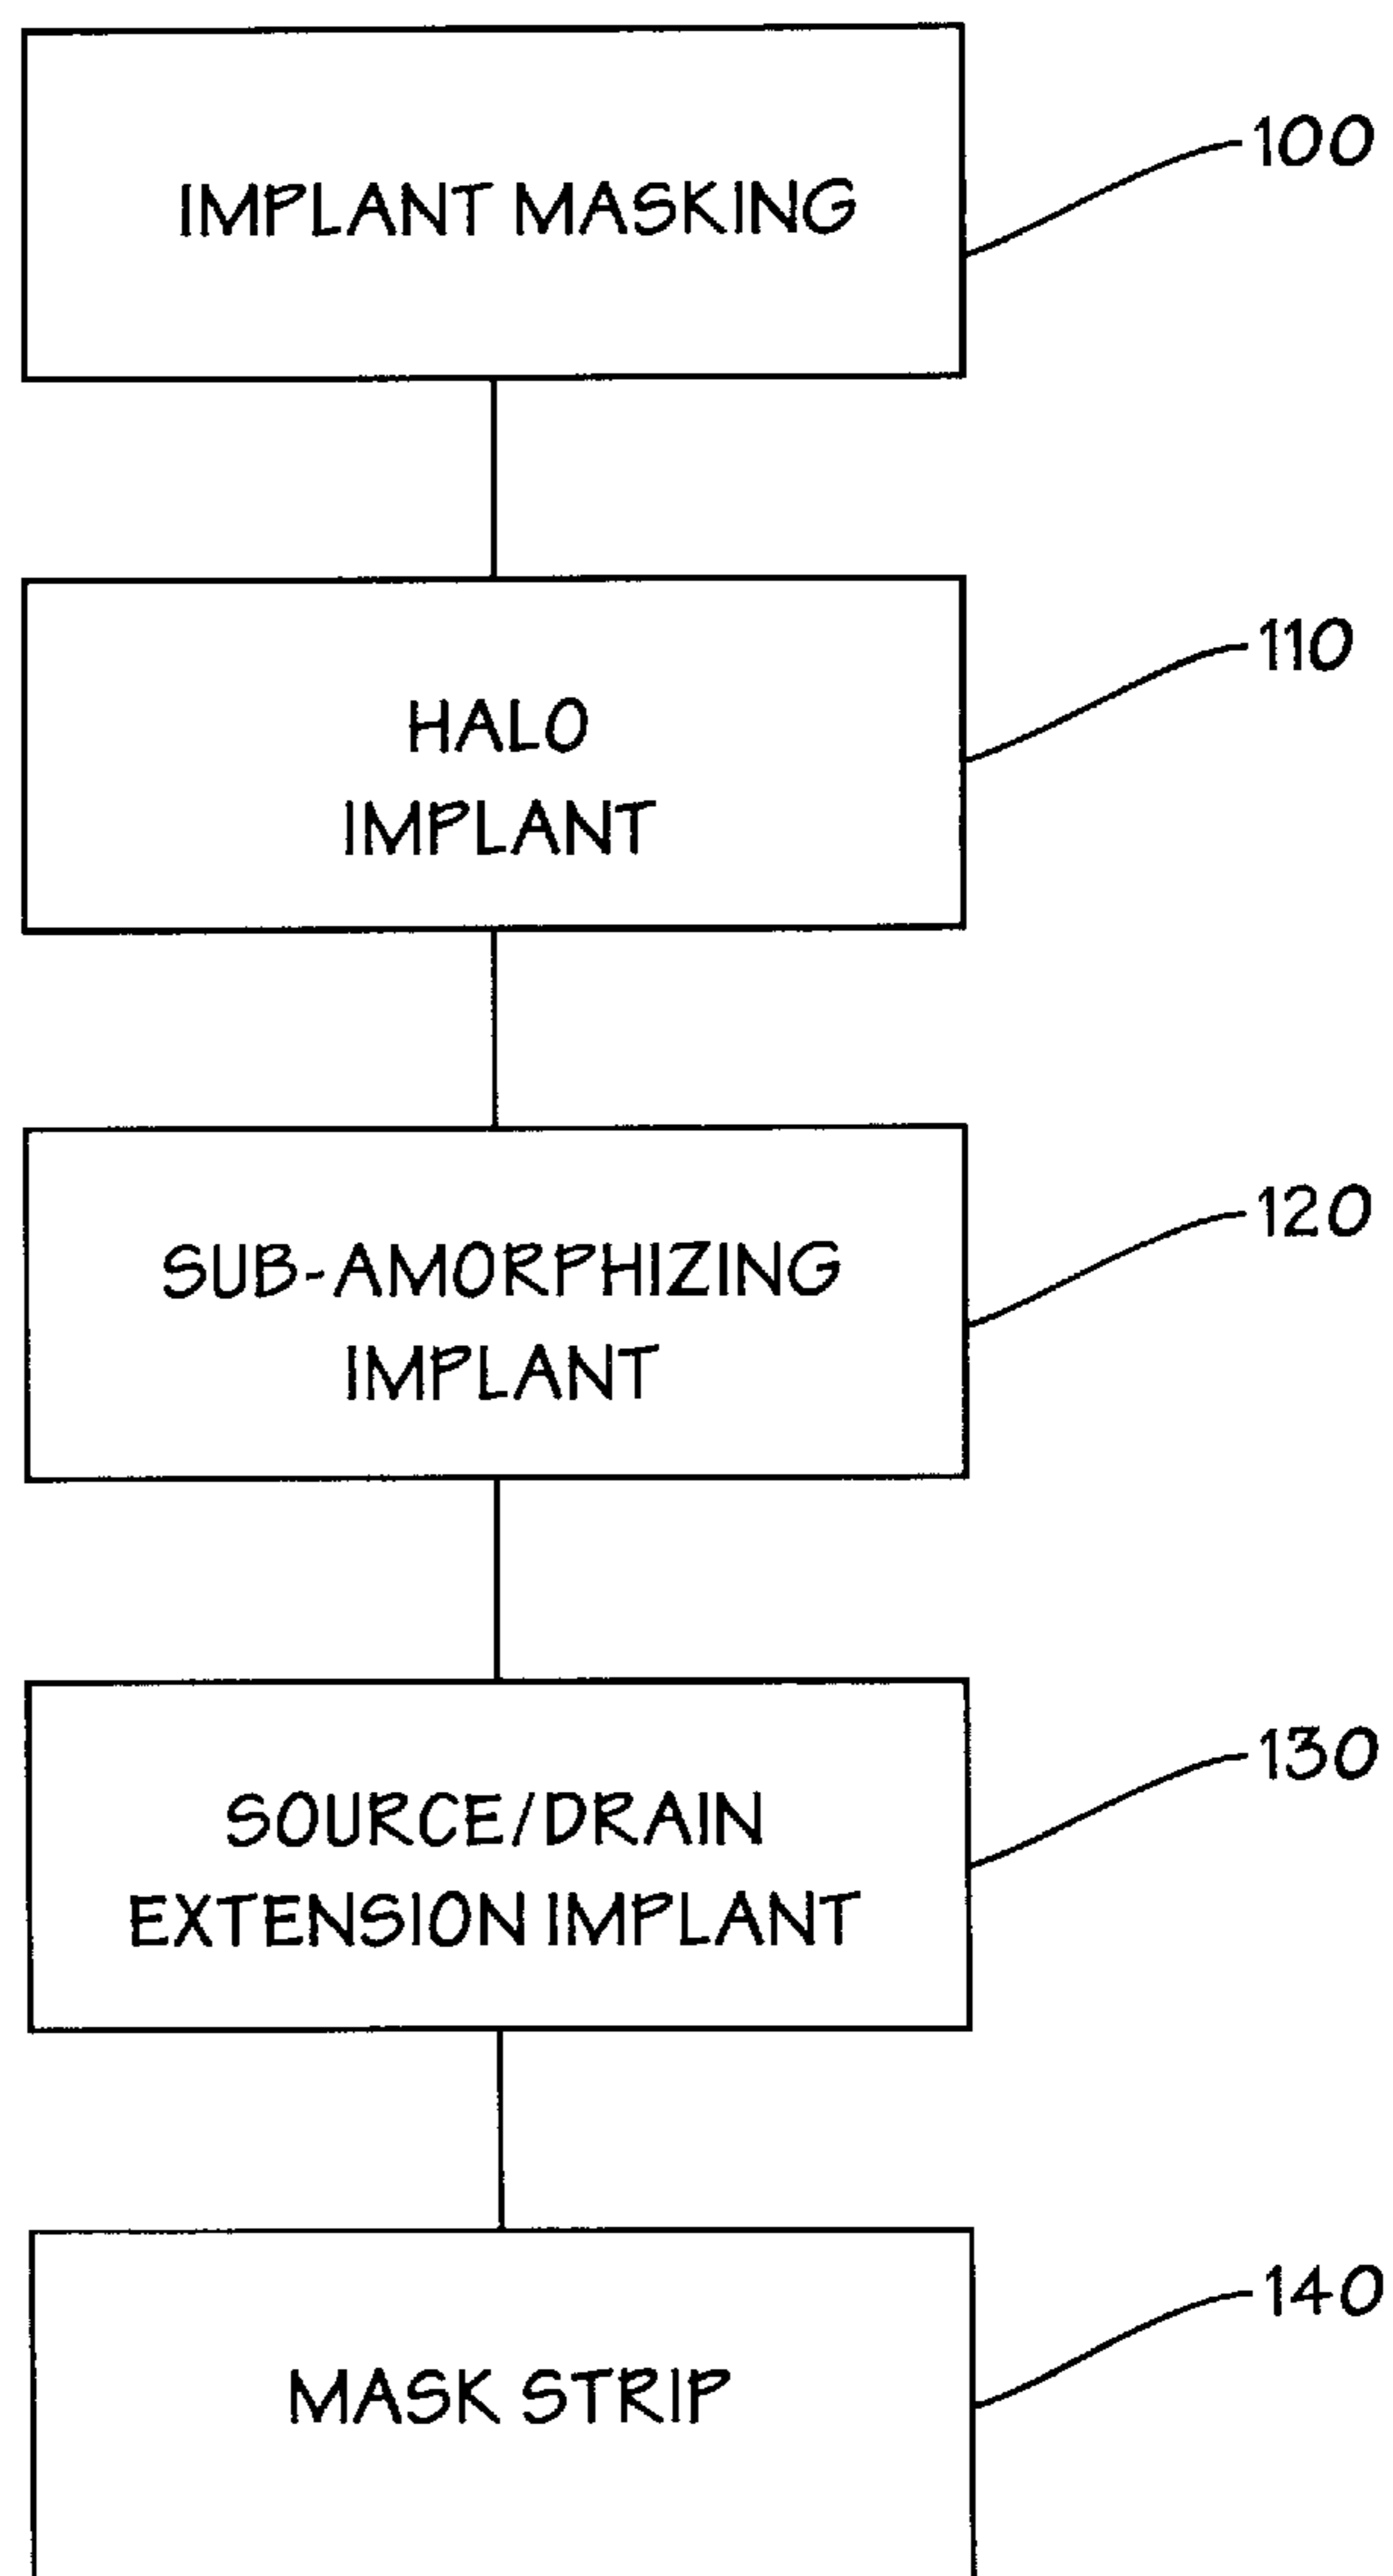 IMPLANT MASKING
100
HALO
IMPLANT
110
SUB-AMORPHIZING
IMPLANT
120
SOURCE/DRAIN
EXTENSION IMPLANT
130
MASK STRIP
140